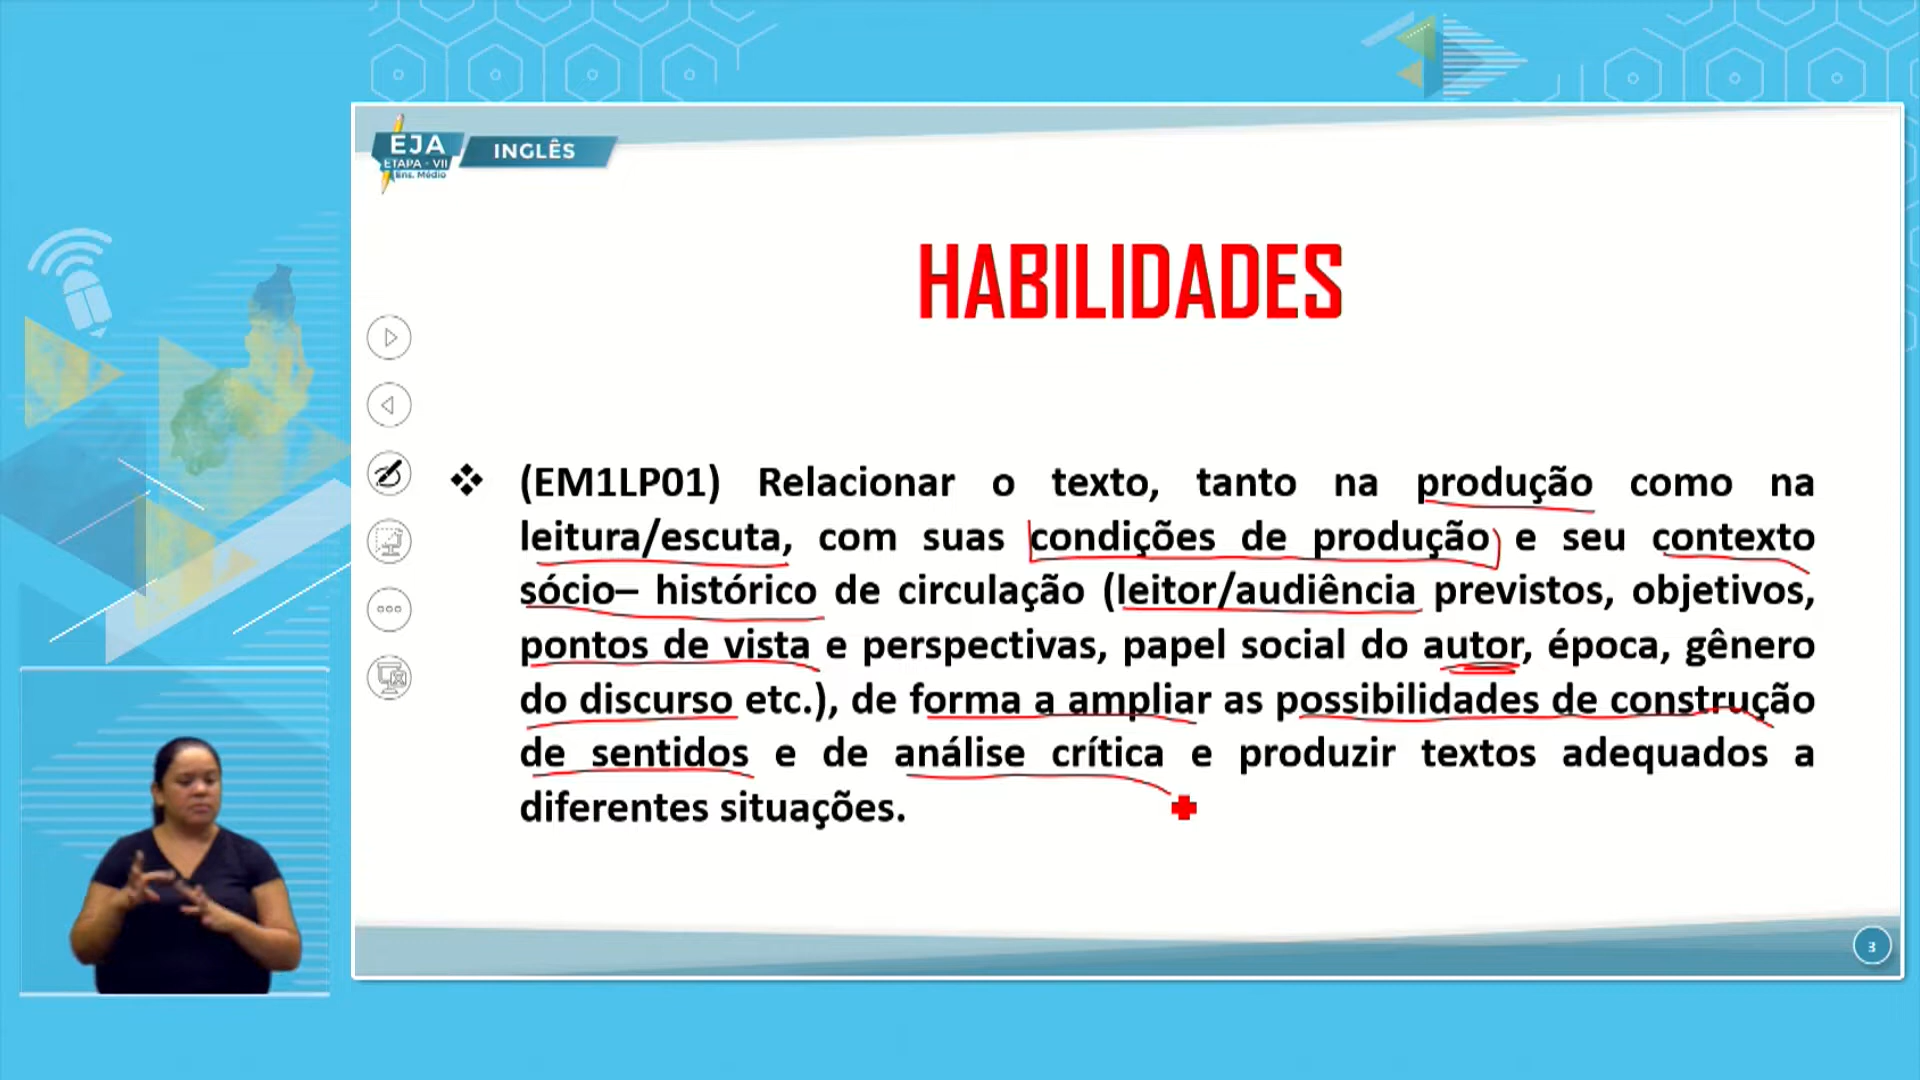 EJA
ETAPA - VII
Ens. Médio
INGLÊS
HABILIDADES
❖ (EM1LP01) Relacionar o texto, tanto na produção como na
leitura/escuta, com suas condições de produção e seu contexto
sócio– histórico de circulação (leitor/audiência previstos, objetivos,
pontos de vista e perspectivas, papel social do autor, época, gênero
do discurso etc.), de forma a ampliar as possibilidades de construção
de sentidos e de análise crítica e produzir textos adequados a
diferentes situações.
3